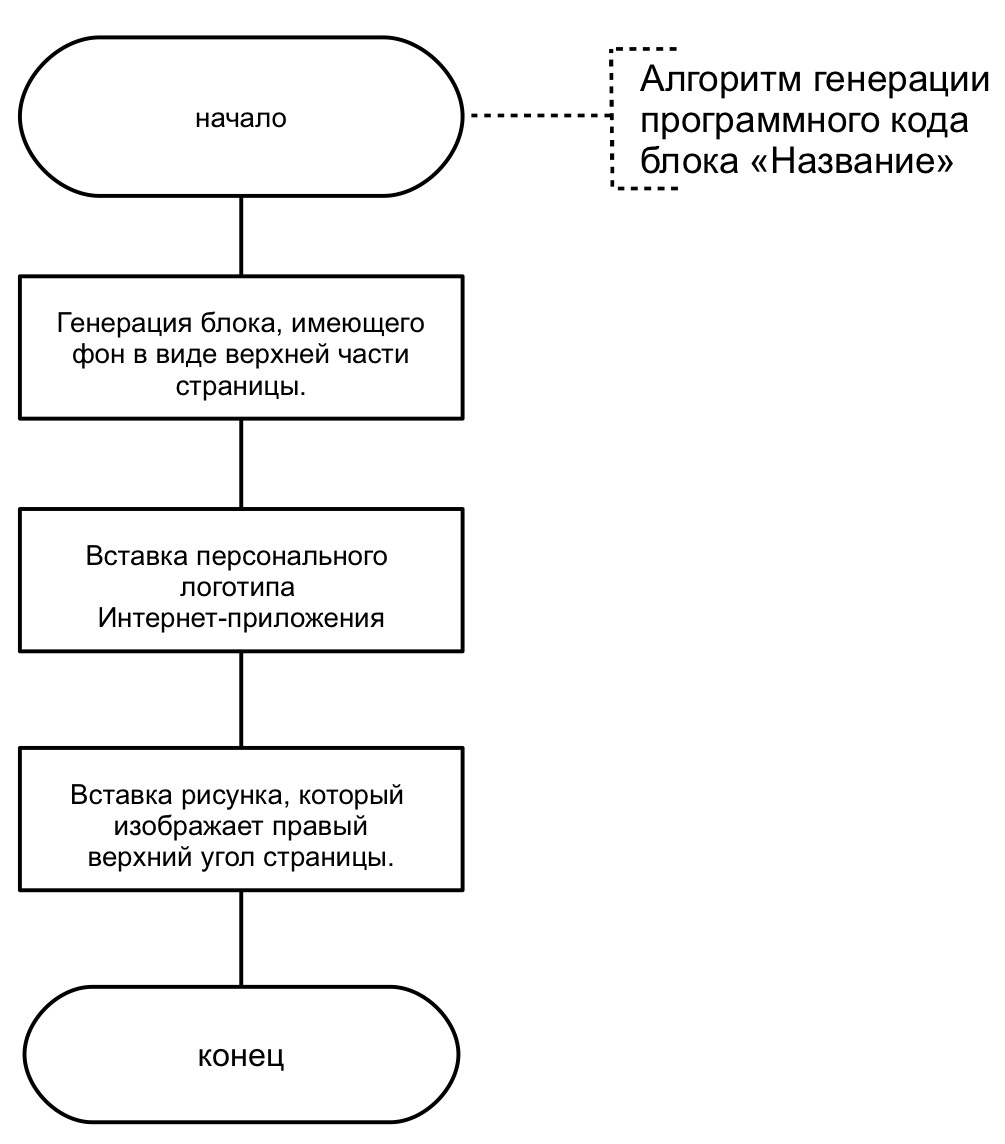 начало
Алгоритм генерации
программного кода
блока «Название»
Генерация блока, имеющего
фон в виде верхней части
страницы.
Вставка персонального
логотипа
Интернет-приложения
Вставка рисунка, который
изображает правый
верхний угол страницы.
конец